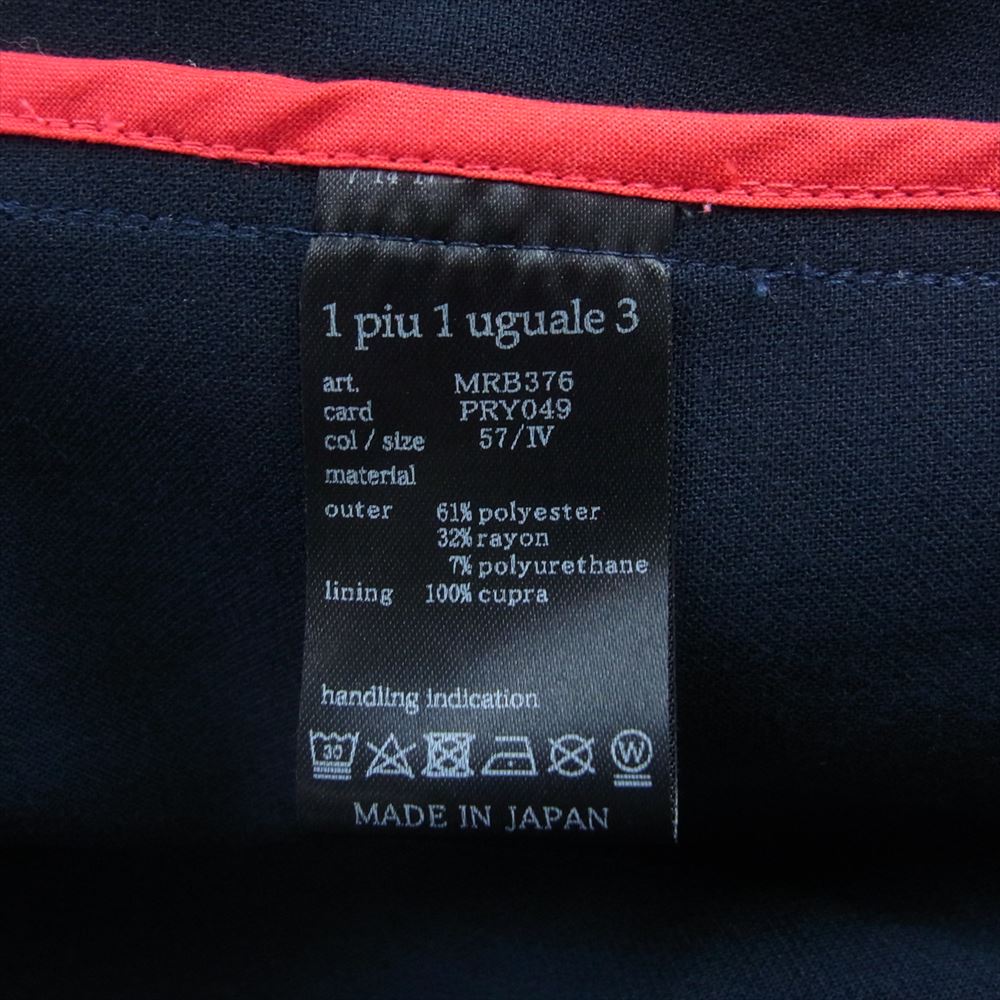 1 piu 1 uguale 3
art. MRB376
card PRY049
col / size 57/IV
material
outer 61% polyester
32% rayon
7% polyurethane
lining 100% cupra
handling indication
30 W
MADE IN JAPAN